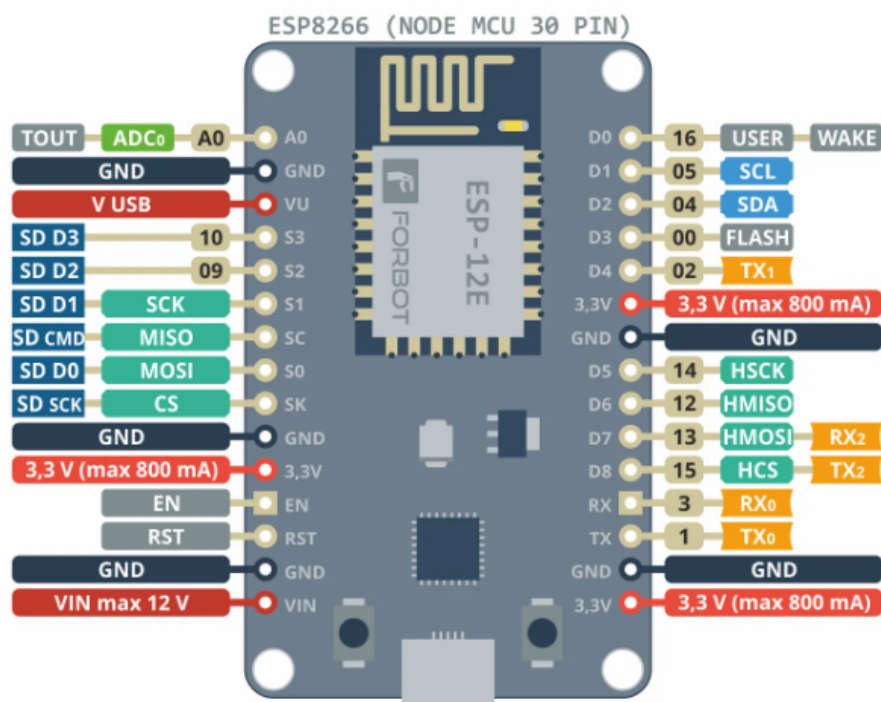 ESP8266 (NODE MCU 30 PIN)
TOUT ADC0 A0 A0 D0 16 USER WAKE
GND GND D1 05 SCL
V USB VU D2 04 SDA
SD D3 10 S3 D3 00 FLASH
SD D2 09 S2 D4 02 TX1
SD D1 SCK S1 3,3V 3,3 V (max 800 mA)
SD CMD MISO SC GND GND
SD D0 MOSI S0 D5 14 HSCK
SD SCK CS SK D6 12 HMISO
GND GND D7 13 HMOSI RX2
3,3 V (max 800 mA) 3,3V D8 15 HCS TX2
EN EN RX 3 RX0
RST RST TX 1 TX0
GND GND GND GND
VIN max 12 V VIN 3,3V 3,3 V (max 800 mA)
FORBOT
ESP-12E